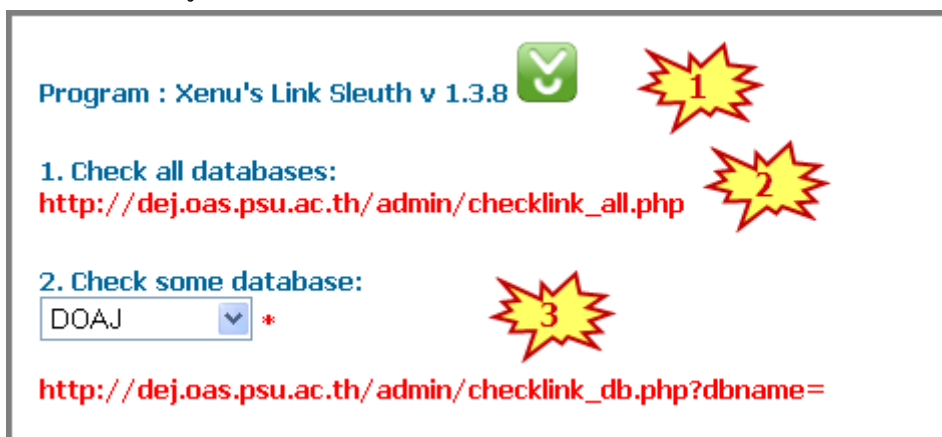 Program : Xenu's Link Sleuth v 1.3.8
1
1. Check all databases:
2
http://dej.oas.psu.ac.th/admin/checklink_all.php
2. Check some database:
DOAJ *
3
http://dej.oas.psu.ac.th/admin/checklink_db.php?dbname=